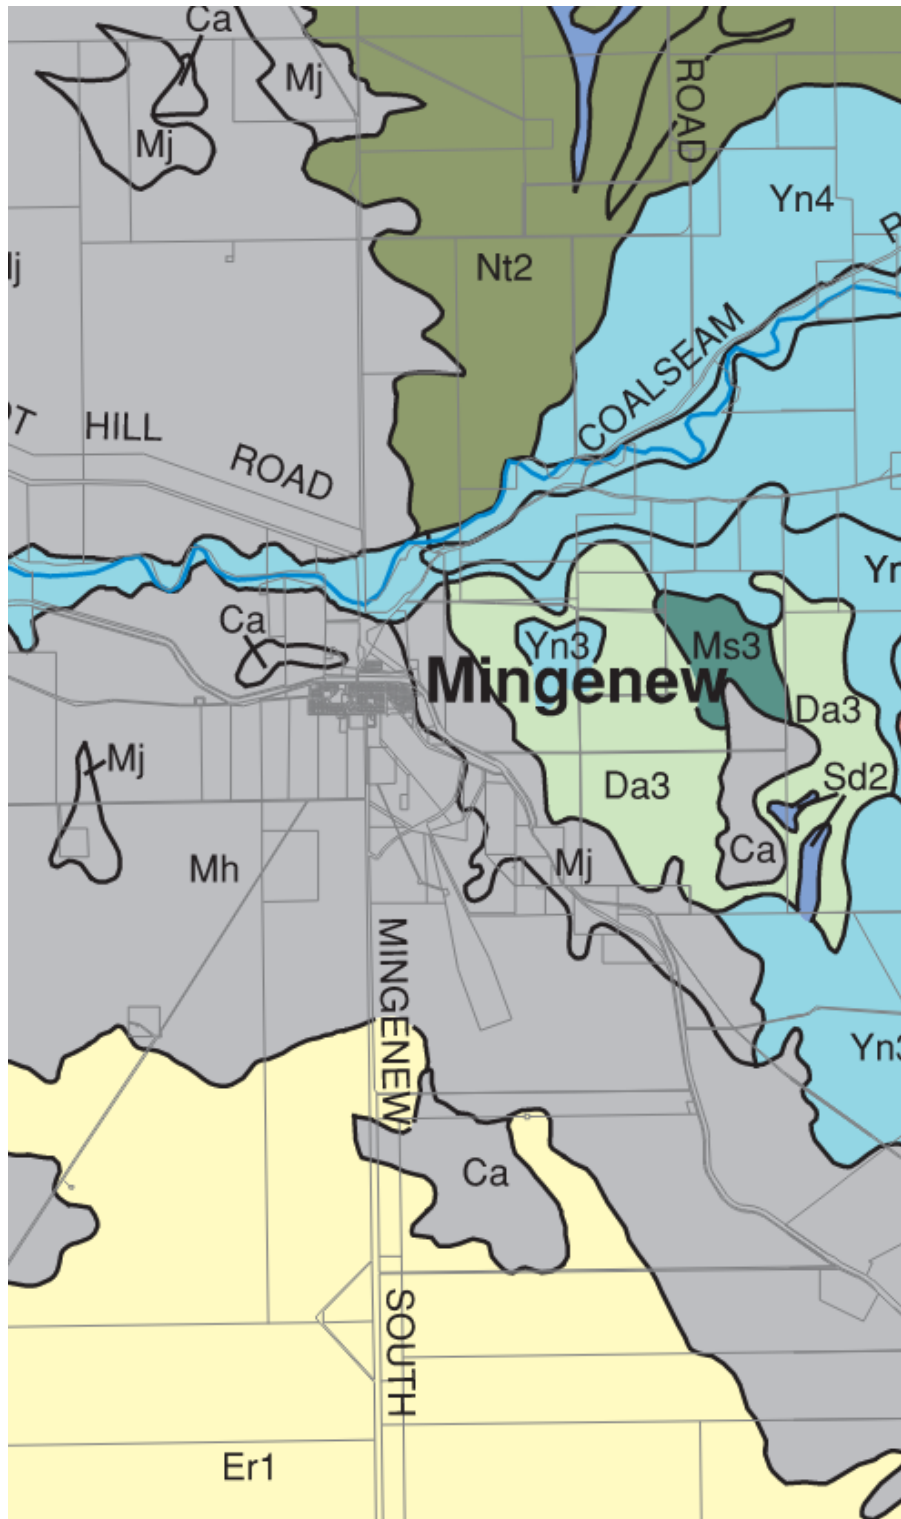 Ca
Mj
Mj
ROAD
Yn4
Nt2
COALSEAM
HILL
ROAD
Ca
Yn3
Ms3
Mingenew
Da3
Mj
Da3
Sd2
Ca
Mj
Mh
MINGENEW
Ca
SOUTH
Er1